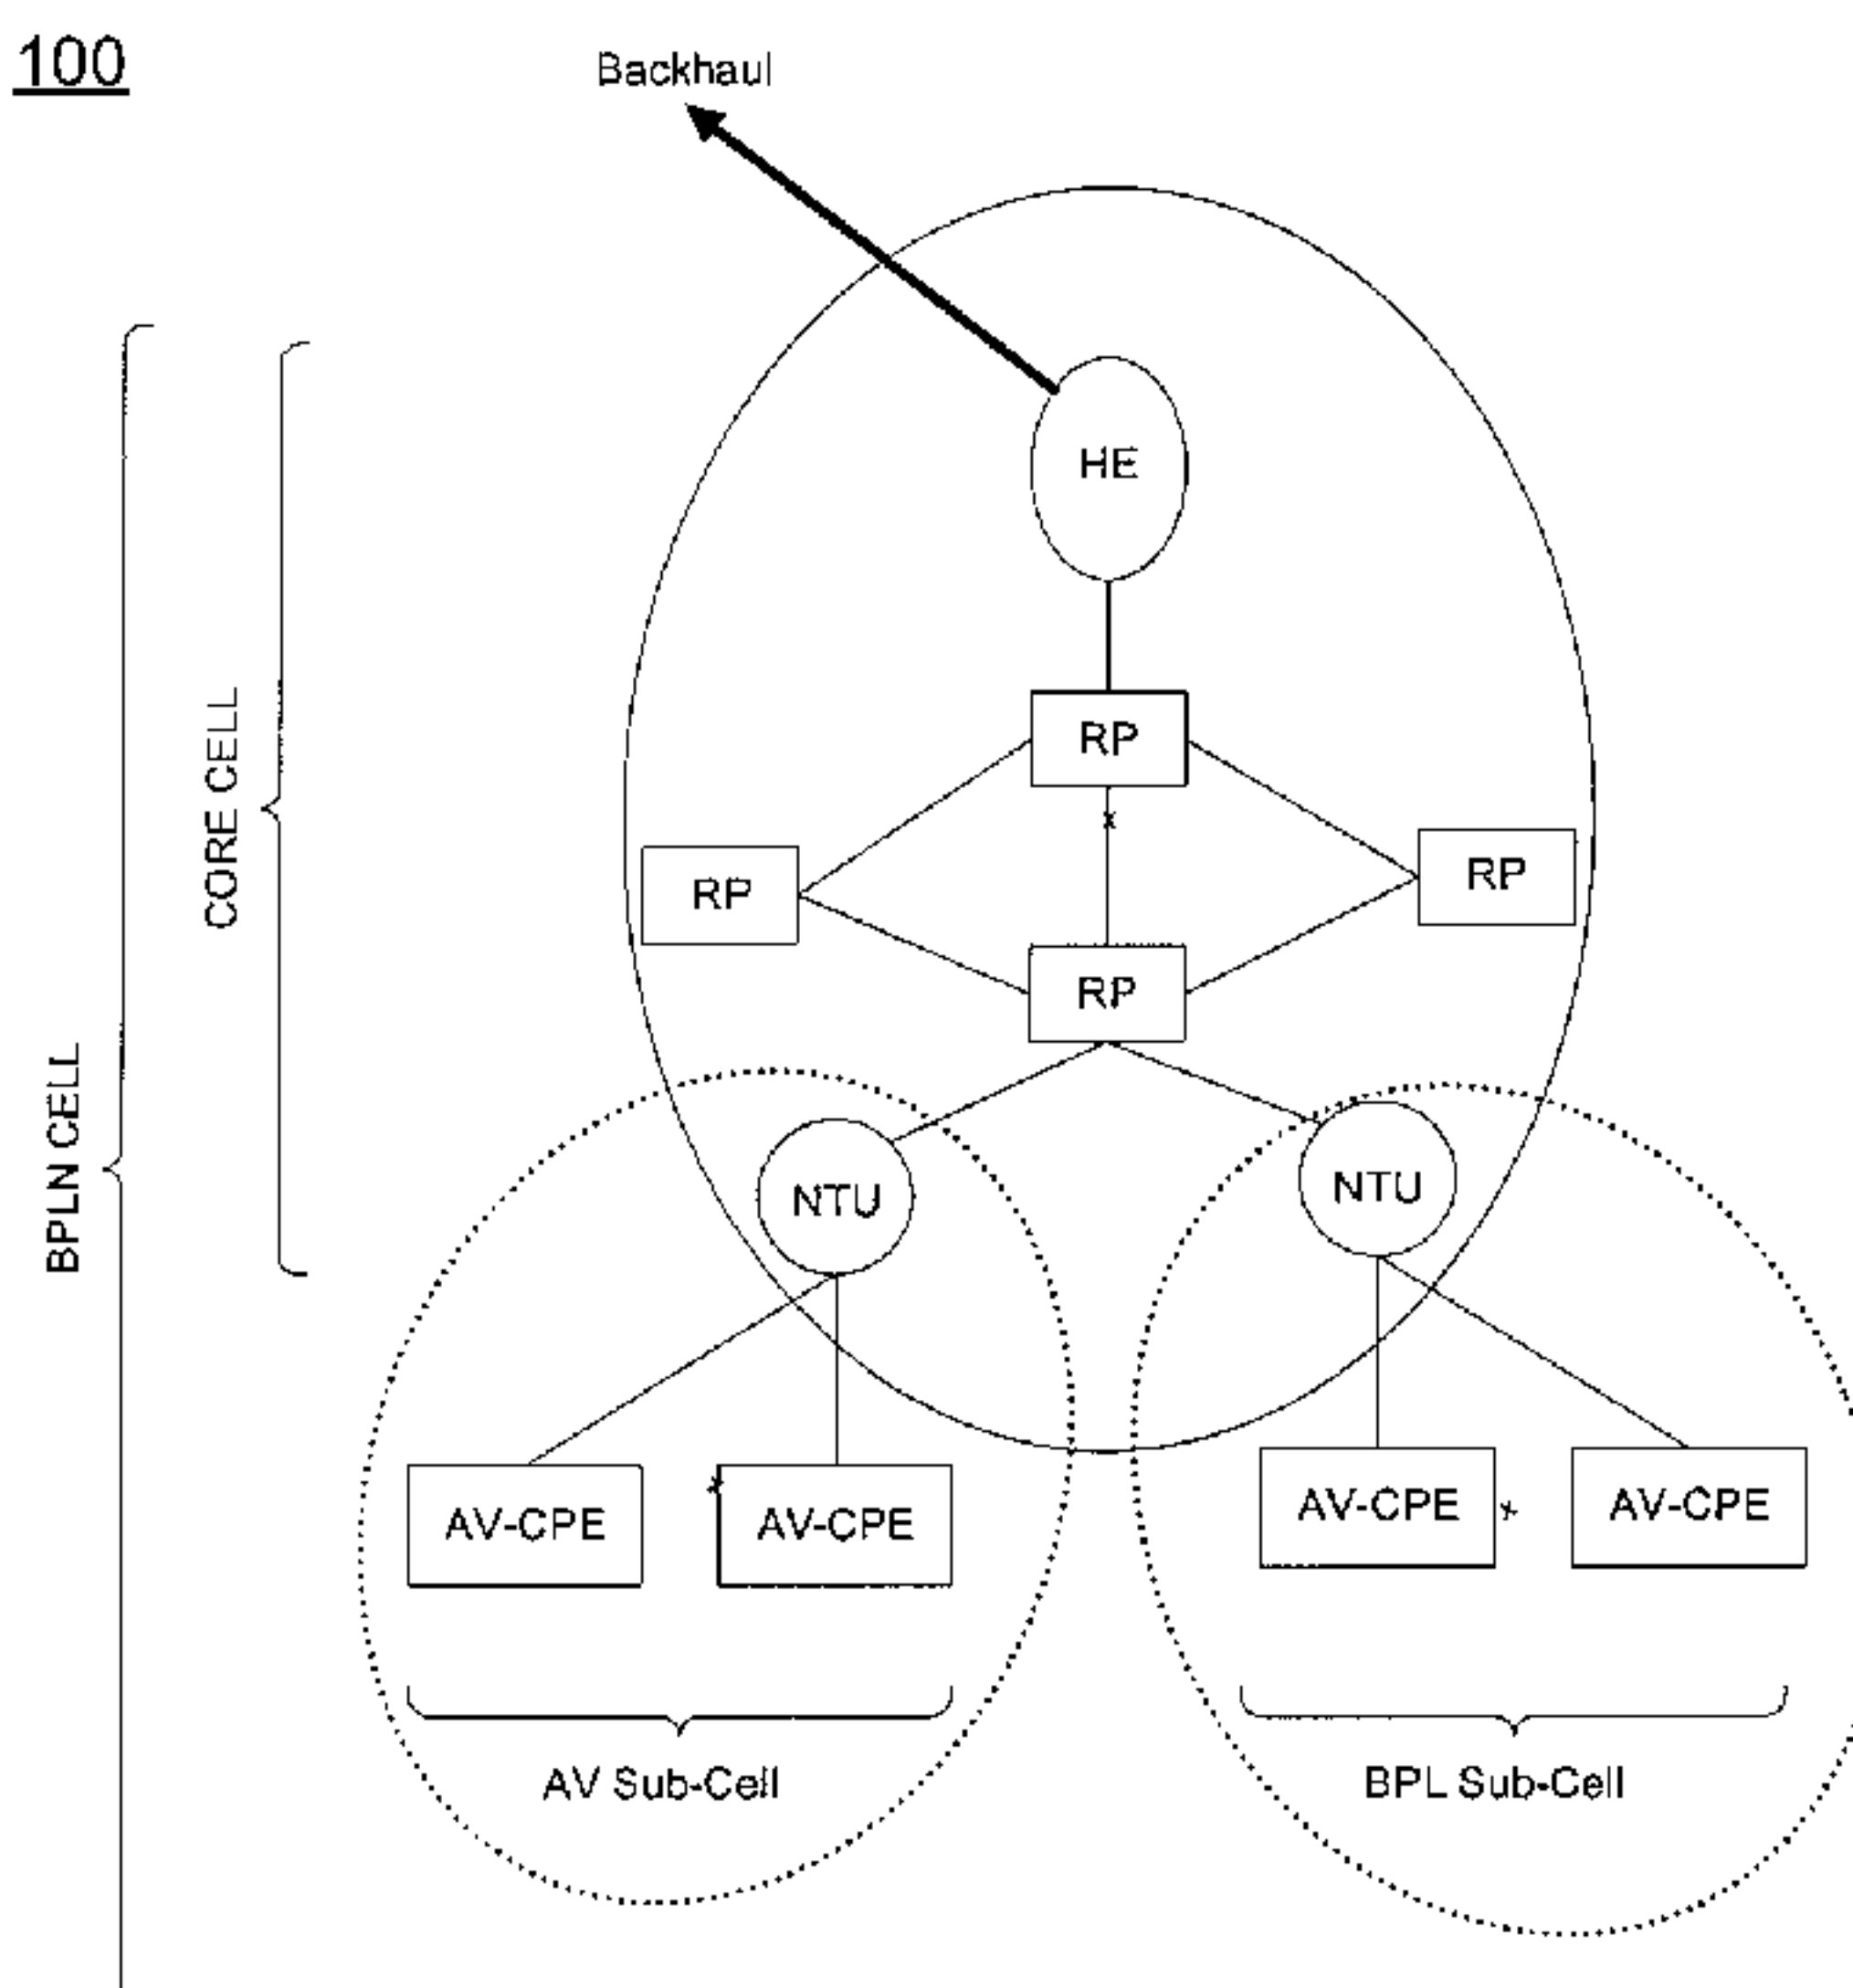 100
Backhaul
HE
RP
RP
RP
RP
CORE CELL
BPLN CELL
NTU
NTU
AV-CPE
AV-CPE
AV-CPE
AV-CPE
AV Sub-Cell
BPL Sub-Cell